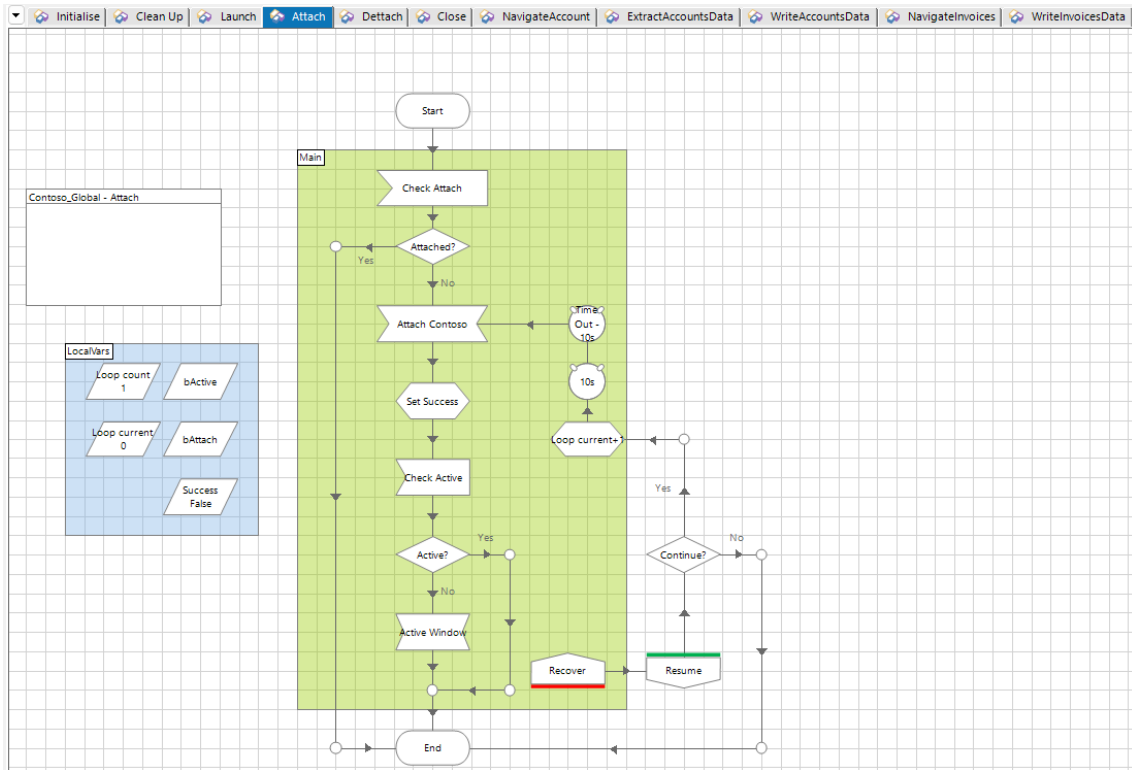 Initialise
Clean Up
Launch
Attach
Dettach
Close
NavigateAccount
ExtractAccountsData
WriteAccountsData
NavigateInvoices
WriteInvoicesData
Start
Main
Check Attach
Contoso_Global - Attach
Attached?
Yes
No
Attach Contoso
Time
Out -
10s
LocalVars
Loop count
1
bActive
10s
Set Success
Loop current
0
bAttach
Loop current+1
Check Active
Success
False
Yes
Active?
Yes
Continue?
No
No
Active Window
Recover
Resume
End